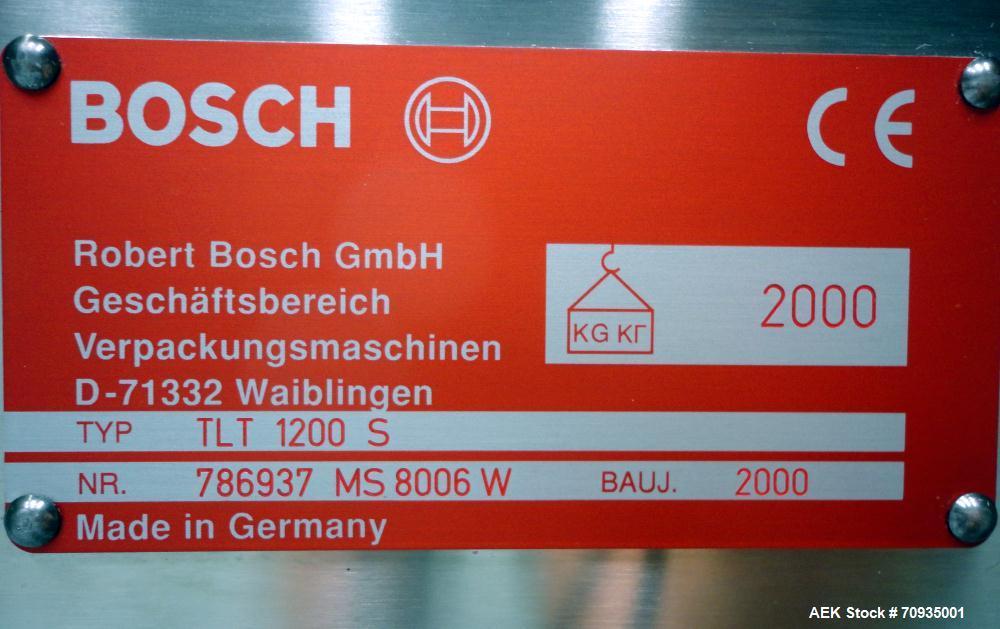 BOSCH
CE
Robert Bosch GmbH
Geschäftsbereich
Verpackungsmaschinen
D-71332 Waiblingen
KG КГ 2000
TYP TLT 1200 S
NR. 786937 MS 8006 W BAUJ. 2000
Made in Germany
AEK Stock # 70935001